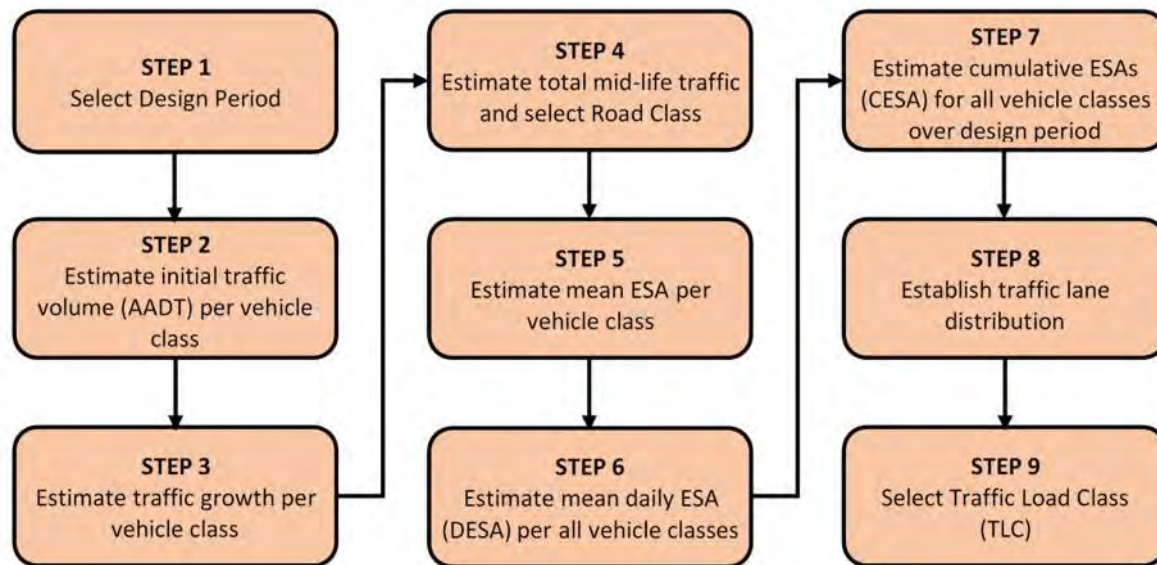 STEP 1
Select Design Period
STEP 2
Estimate initial traffic
volume (AADT) per vehicle
class
STEP 3
Estimate traffic growth per
vehicle class
STEP 4
Estimate total mid-life traffic
and select Road Class
STEP 5
Estimate mean ESA per
vehicle class
STEP 6
Estimate mean daily ESA
(DESA) per all vehicle classes
STEP 7
Estimate cumulative ESAs
(CESA) for all vehicle classes
over design period
STEP 8
Establish traffic lane
distribution
STEP 9
Select Traffic Load Class
(TLC)